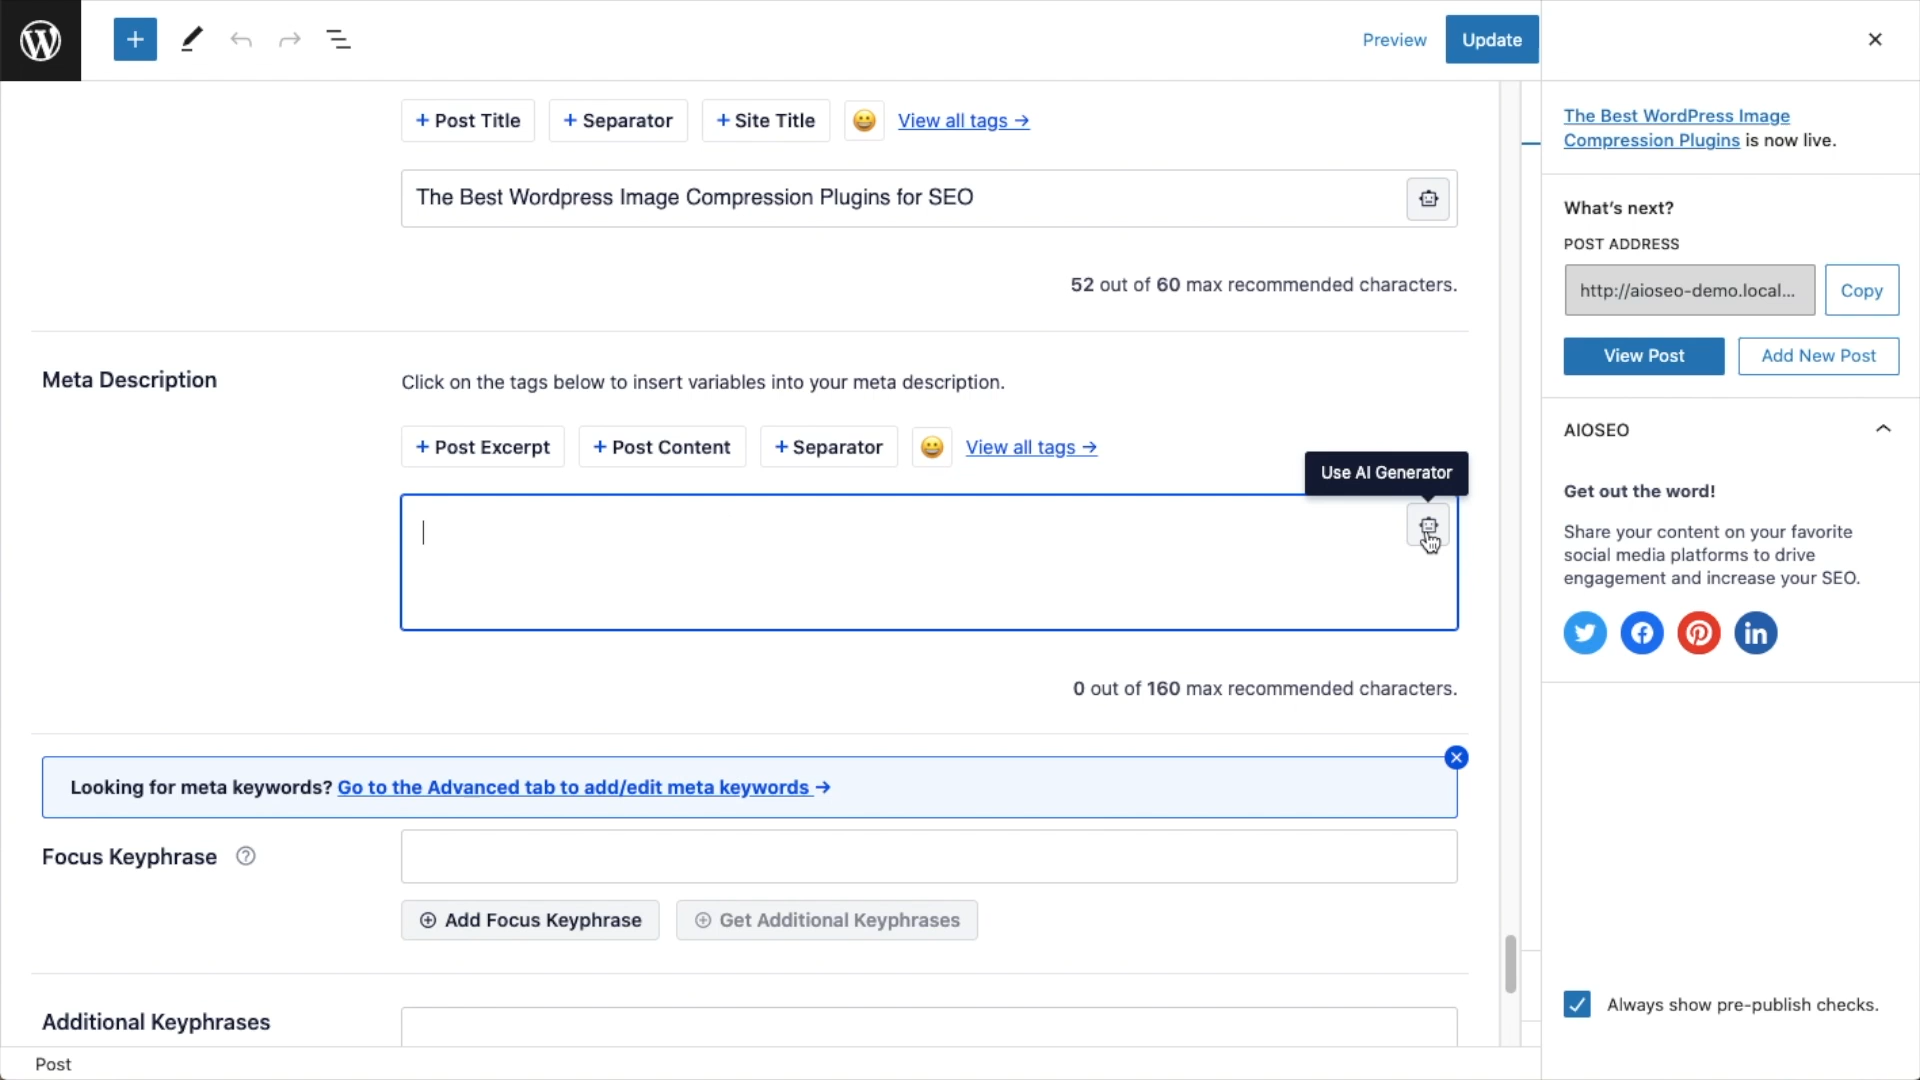 Preview
Update
+ Post Title
+ Separator
+ Site Title
View all tags →
The Best Wordpress Image Compression Plugins for SEO
52 out of 60 max recommended characters.
Meta Description
Click on the tags below to insert variables into your meta description.
+ Post Excerpt
+ Post Content
+ Separator
View all tags →
Use AI Generator
0 out of 160 max recommended characters.
Looking for meta keywords? Go to the Advanced tab to add/edit meta keywords →
Focus Keyphrase
Add Focus Keyphrase
Get Additional Keyphrases
Additional Keyphrases
Post
The Best WordPress Image
Compression Plugins is now live.
What's next?
POST ADDRESS
http://aioseo-demo.local...
Copy
View Post
Add New Post
AIOSEO
Get out the word!
Share your content on your favorite
social media platforms to drive
engagement and increase your SEO.
Always show pre-publish checks.